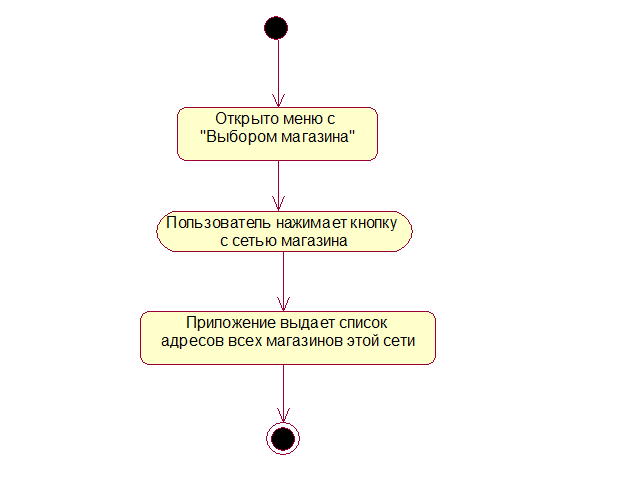 Открыто меню с
"Выбором магазина"
Пользователь нажимает кнопку
с сетью магазина
Приложение выдает список
адресов всех магазинов этой сети